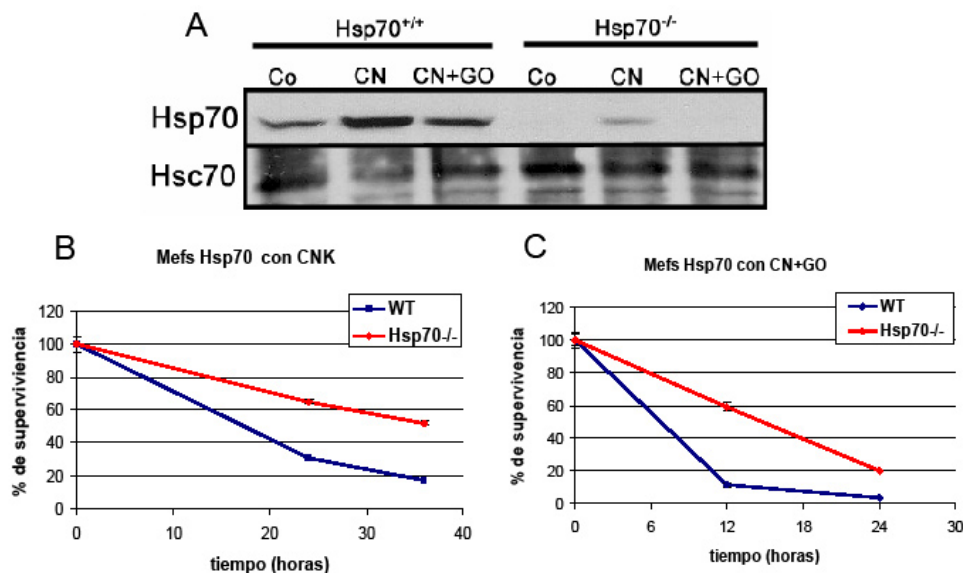 A
Hsp70+/+ Hsp70-/-
Co CN CN+GO Co CN CN+GO
Hsp70
Hsc70
B
Mefs Hsp70 con CNK
WT
Hsp70-/-
% de superviviencia
120
100
80
60
40
20
0
0 10 20 30 40
tiempo (horas)
C
Mefs Hsp70 con CN+GO
WT
Hsp70-/-
% de supervivencia
120
100
80
60
40
20
0
0 6 12 18 24 30
tiempo (horas)